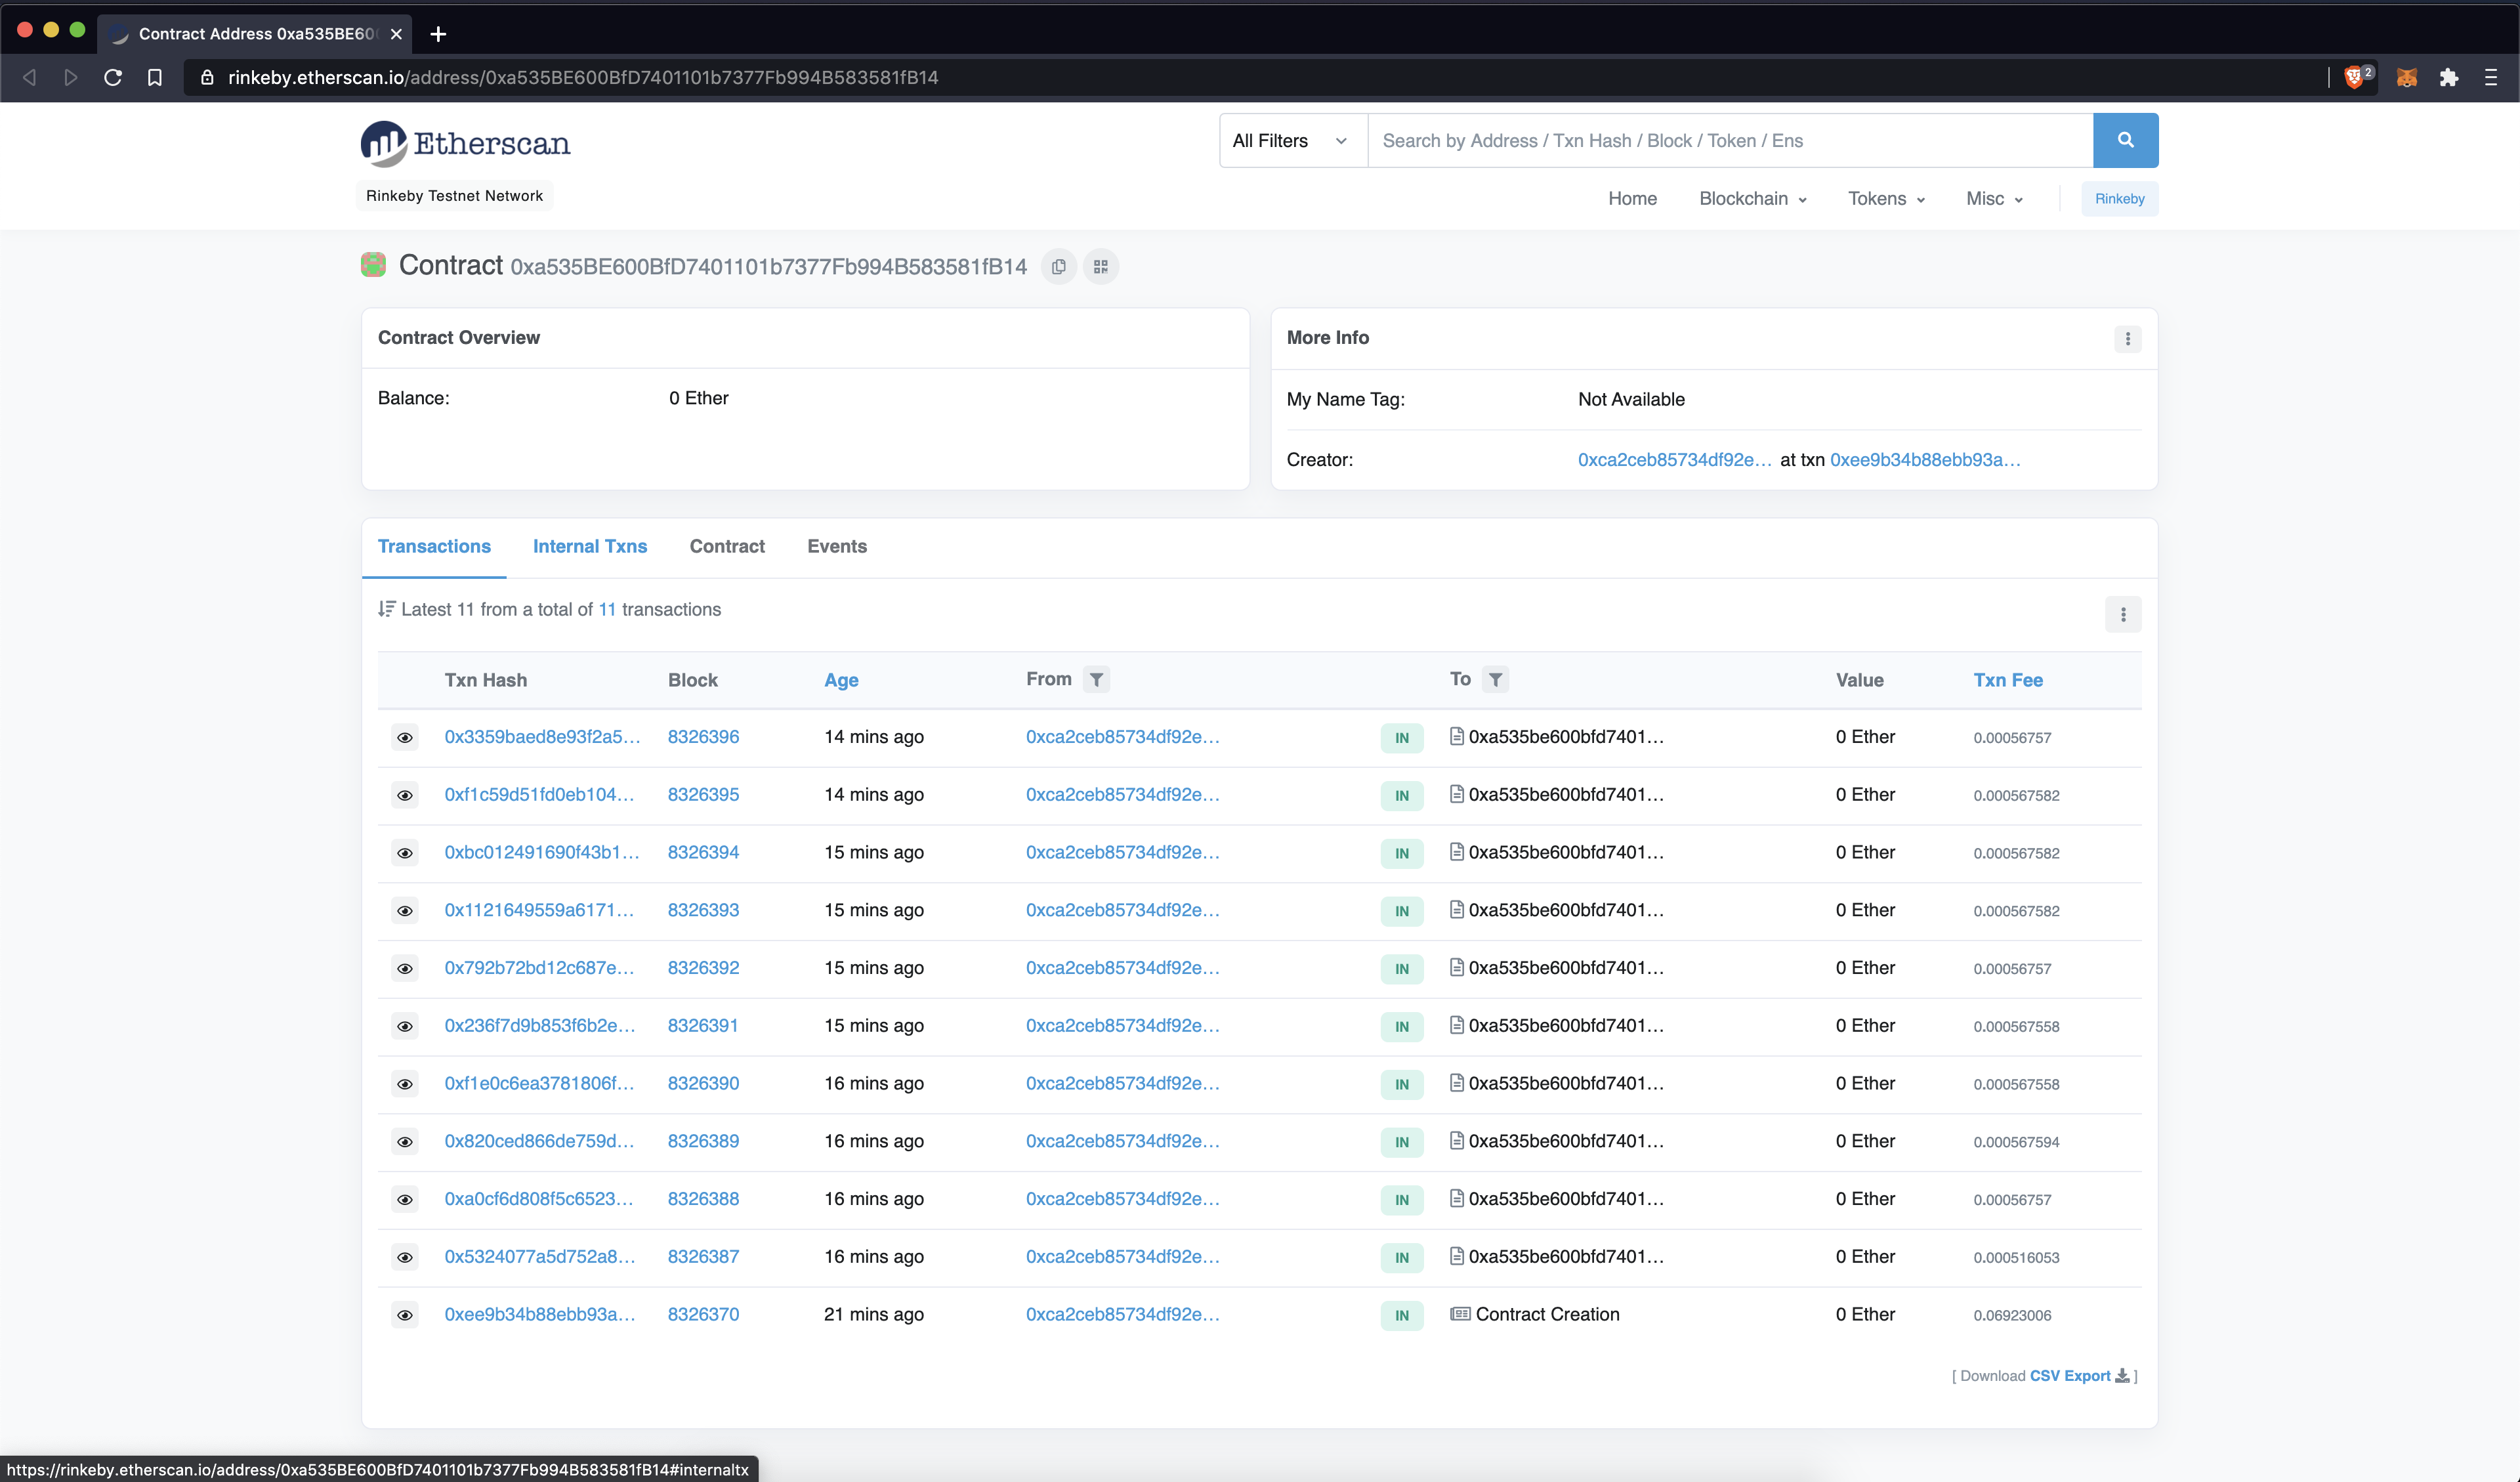 Contract Address 0xa535BE60
rinkeby.etherscan.io/address/0xa535BE600BfD7401101b7377Fb994B583581fB14
2
Etherscan
All Filters
Search by Address / Txn Hash / Block / Token / Ens
Rinkeby Testnet Network
Home Blockchain Tokens Misc Rinkeby
Contract 0xa535BE600BfD7401101b7377Fb994B583581fB14
Contract Overview
Balance: 0 Ether
More Info
My Name Tag: Not Available
Creator: 0xca2ceb85734df92e... at txn 0xee9b34b88ebb93a...
Transactions Internal Txns Contract Events
Latest 11 from a total of 11 transactions
Txn Hash Block Age From To Value Txn Fee
0x3359baed8e93f2a5... 8326396 14 mins ago 0xca2ceb85734df92e... IN 0xa535be600bfd7401... 0 Ether 0.00056757
0xf1c59d51fd0eb104... 8326395 14 mins ago 0xca2ceb85734df92e... IN 0xa535be600bfd7401... 0 Ether 0.000567582
0xbc012491690f43b1... 8326394 15 mins ago 0xca2ceb85734df92e... IN 0xa535be600bfd7401... 0 Ether 0.000567582
0x1121649559a6171... 8326393 15 mins ago 0xca2ceb85734df92e... IN 0xa535be600bfd7401... 0 Ether 0.000567582
0x792b72bd12c687e... 8326392 15 mins ago 0xca2ceb85734df92e... IN 0xa535be600bfd7401... 0 Ether 0.00056757
0x236f7d9b853f6b2e... 8326391 15 mins ago 0xca2ceb85734df92e... IN 0xa535be600bfd7401... 0 Ether 0.000567558
0xf1e0c6ea3781806f... 8326390 16 mins ago 0xca2ceb85734df92e... IN 0xa535be600bfd7401... 0 Ether 0.000567558
0x820ced866de759d... 8326389 16 mins ago 0xca2ceb85734df92e... IN 0xa535be600bfd7401... 0 Ether 0.000567594
0xa0cf6d808f5c6523... 8326388 16 mins ago 0xca2ceb85734df92e... IN 0xa535be600bfd7401... 0 Ether 0.00056757
0x5324077a5d752a8... 8326387 16 mins ago 0xca2ceb85734df92e... IN 0xa535be600bfd7401... 0 Ether 0.000516053
0xee9b34b88ebb93a... 8326370 21 mins ago 0xca2ceb85734df92e... IN Contract Creation 0 Ether 0.06923006
[ Download CSV Export ]
https://rinkeby.etherscan.io/address/0xa535BE600BfD7401101b7377Fb994B583581fB14#internaltx